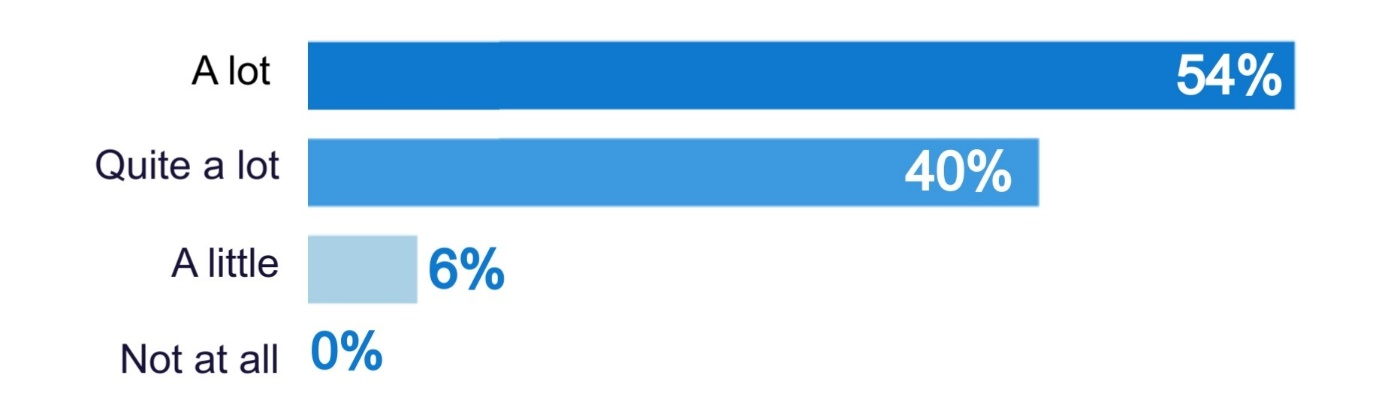 A lot 54%
Quite a lot 40%
A little 6%
Not at all 0%